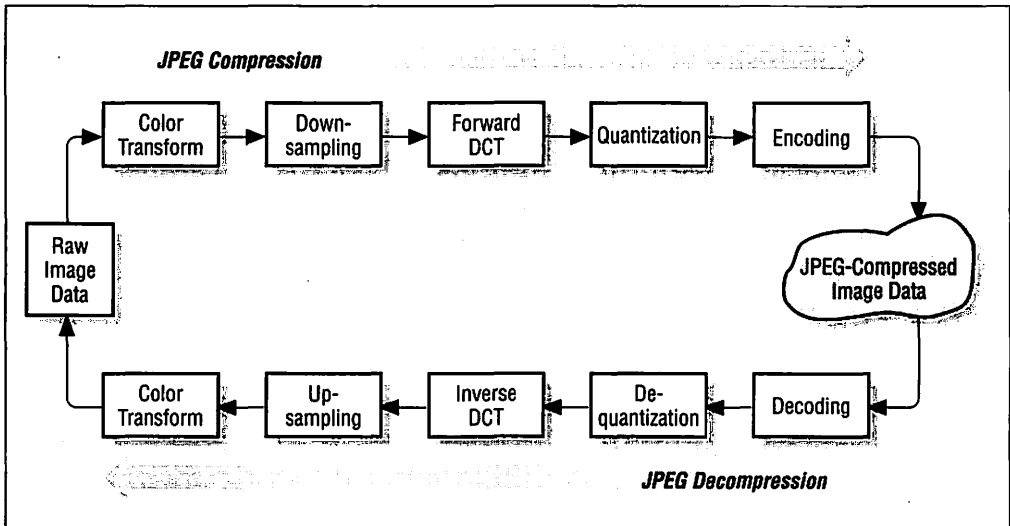 JPEG Compression
Color
Transform
Down-
sampling
Forward
DCT
Quantization
Encoding
Raw
Image
Data
JPEG-Compressed
Image Data
Color
Transform
Up-
sampling
Inverse
DCT
De-
quantization
Decoding
JPEG Decompression